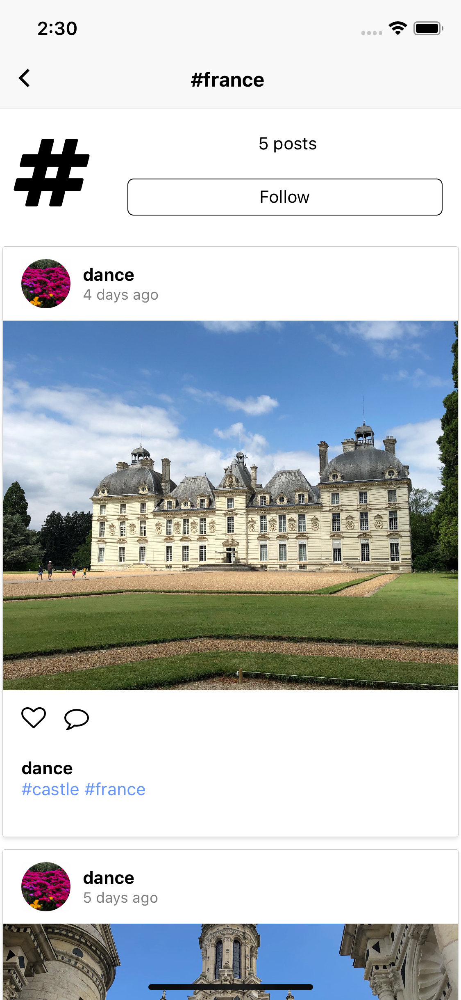 2:30
#france
5 posts
Follow
dance
4 days ago
dance
#castle #france
dance
5 days ago